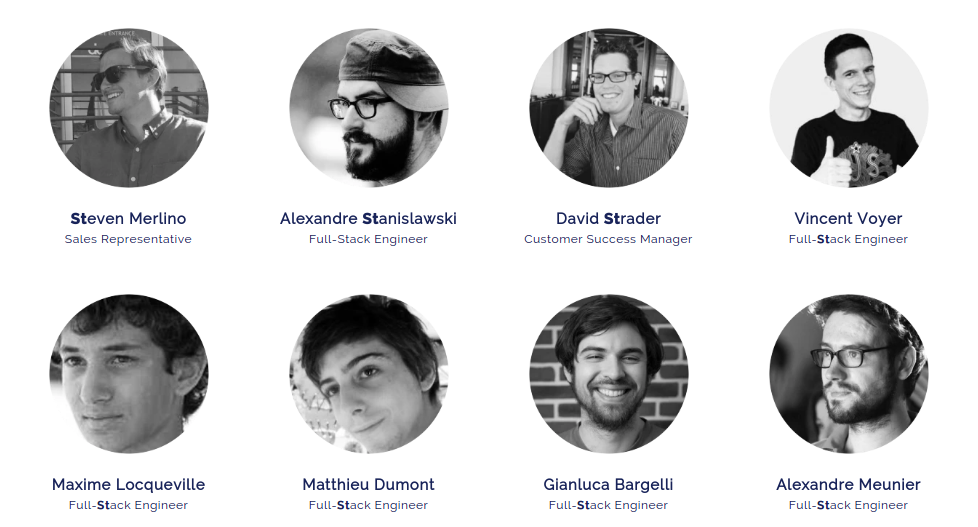 ENTRANCE
Steven Merlino
Alexandre Stanislawski
David Strader
Vincent Voyer
Sales Representative
Full-Stack Engineer
Customer Success Manager
Full-Stack Engineer
JS
Maxime Locqueville
Matthieu Dumont
Gianluca Bargelli
Alexandre Meunier
Full-Stack Engineer
Full-Stack Engineer
Full-Stack Engineer
Full-Stack Engineer